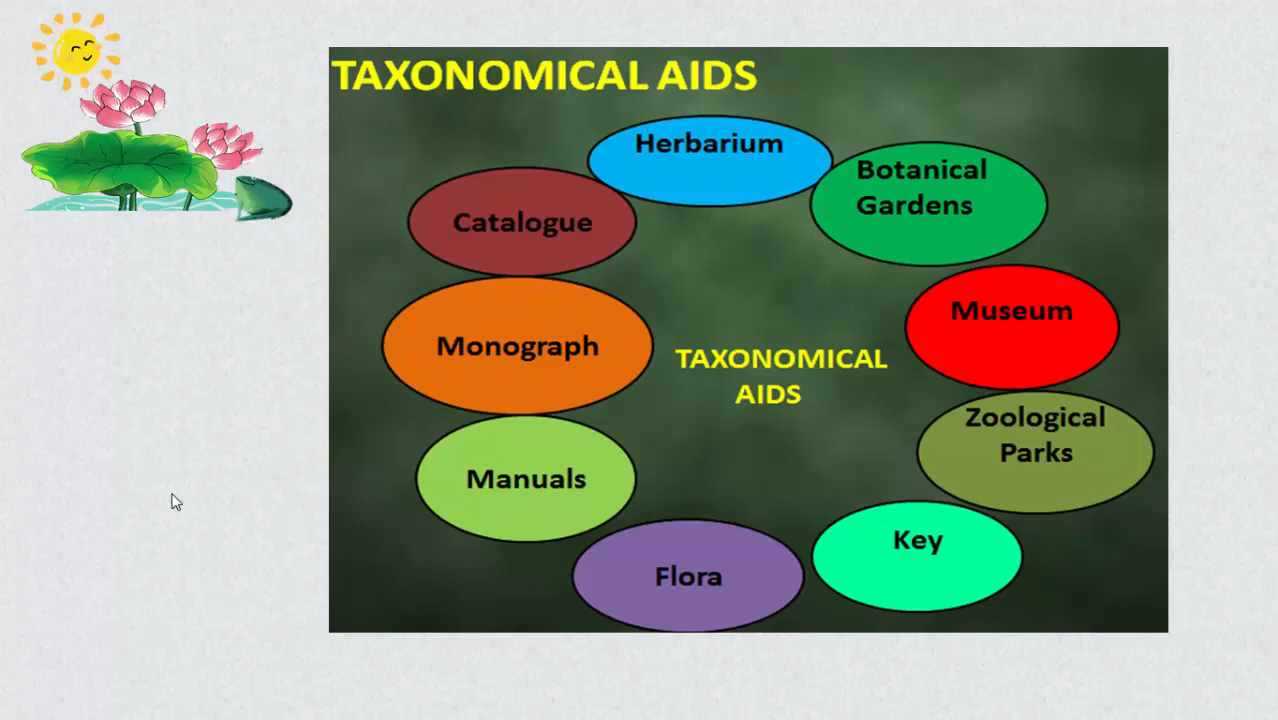 TAXONOMICAL AIDS
Herbarium
Botanical
Gardens
Catalogue
Museum
Monograph
TAXONOMICAL
AIDS
Zoological
Parks
Manuals
Key
Flora